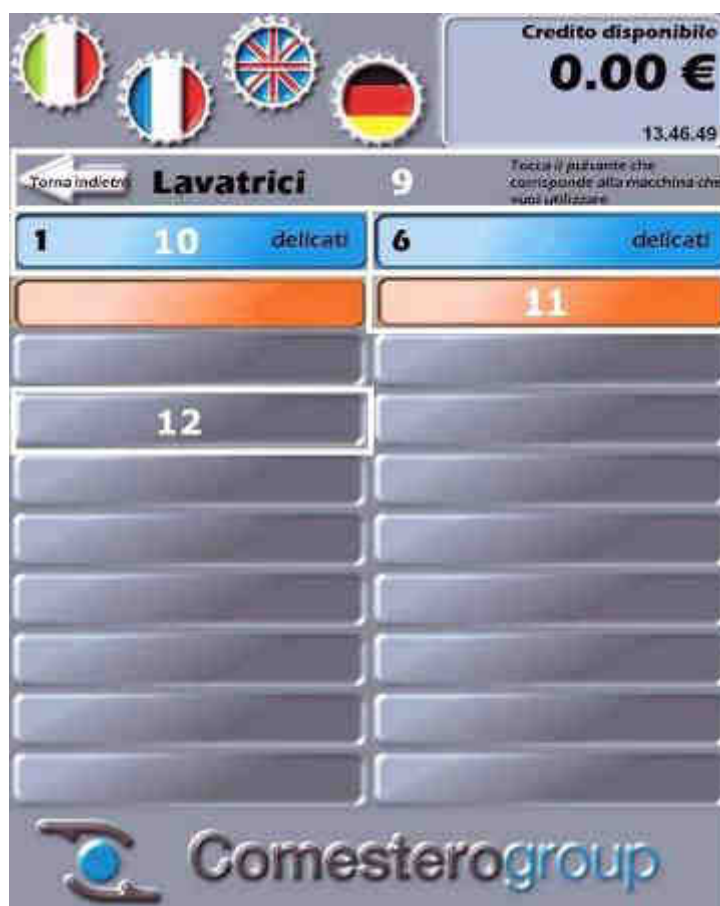 Credito disponibile
0.00 €
13.46.49
Torna indietro
Lavatrici
9
Tocca il pulsante che
corrisponde alla macchina che
vuoi utilizzare
1 10 delicati
6 delicati
11
12
Comesterogroup